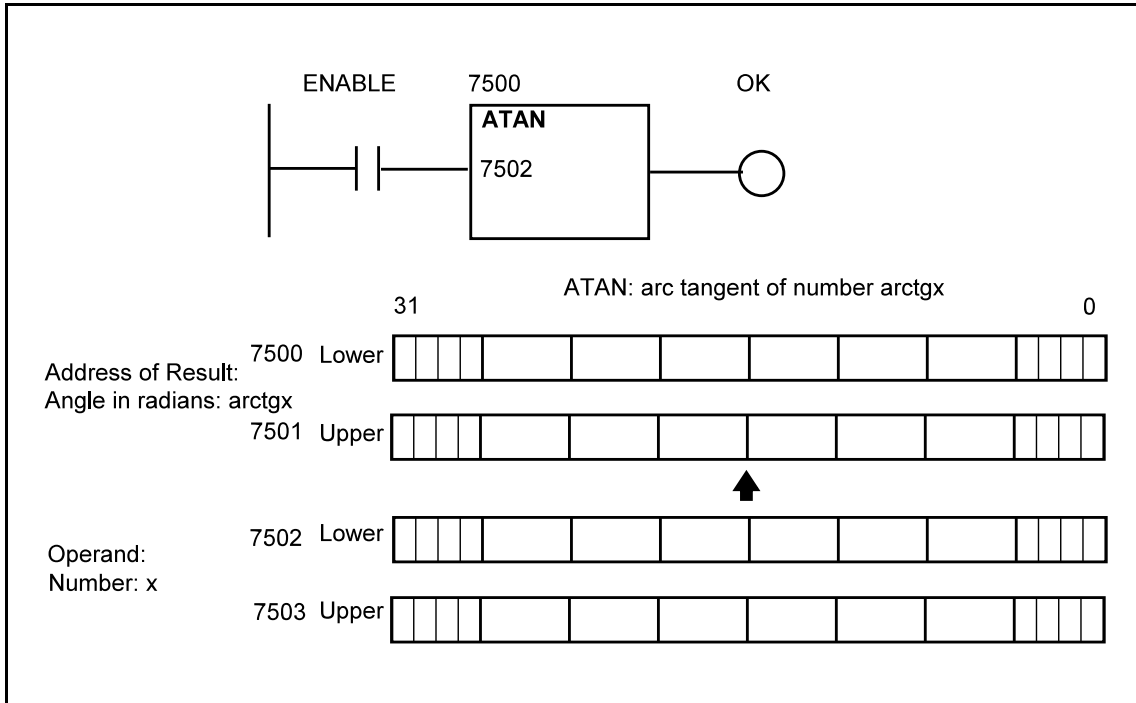 ENABLE 7500 OK
ATAN
7502
ATAN: arc tangent of number arctgx
31 0
7500 Lower
Address of Result:
Angle in radians: arctgx
7501 Upper
7502 Lower
Operand:
Number: x
7503 Upper